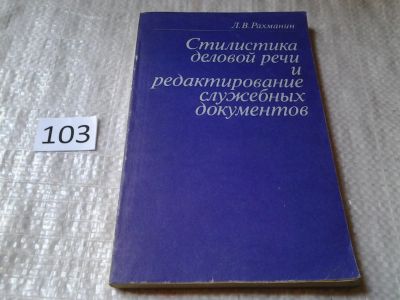 Л. В. Рахманин
Стилистика
деловой речи
и
редактирование
служебных
документов
103